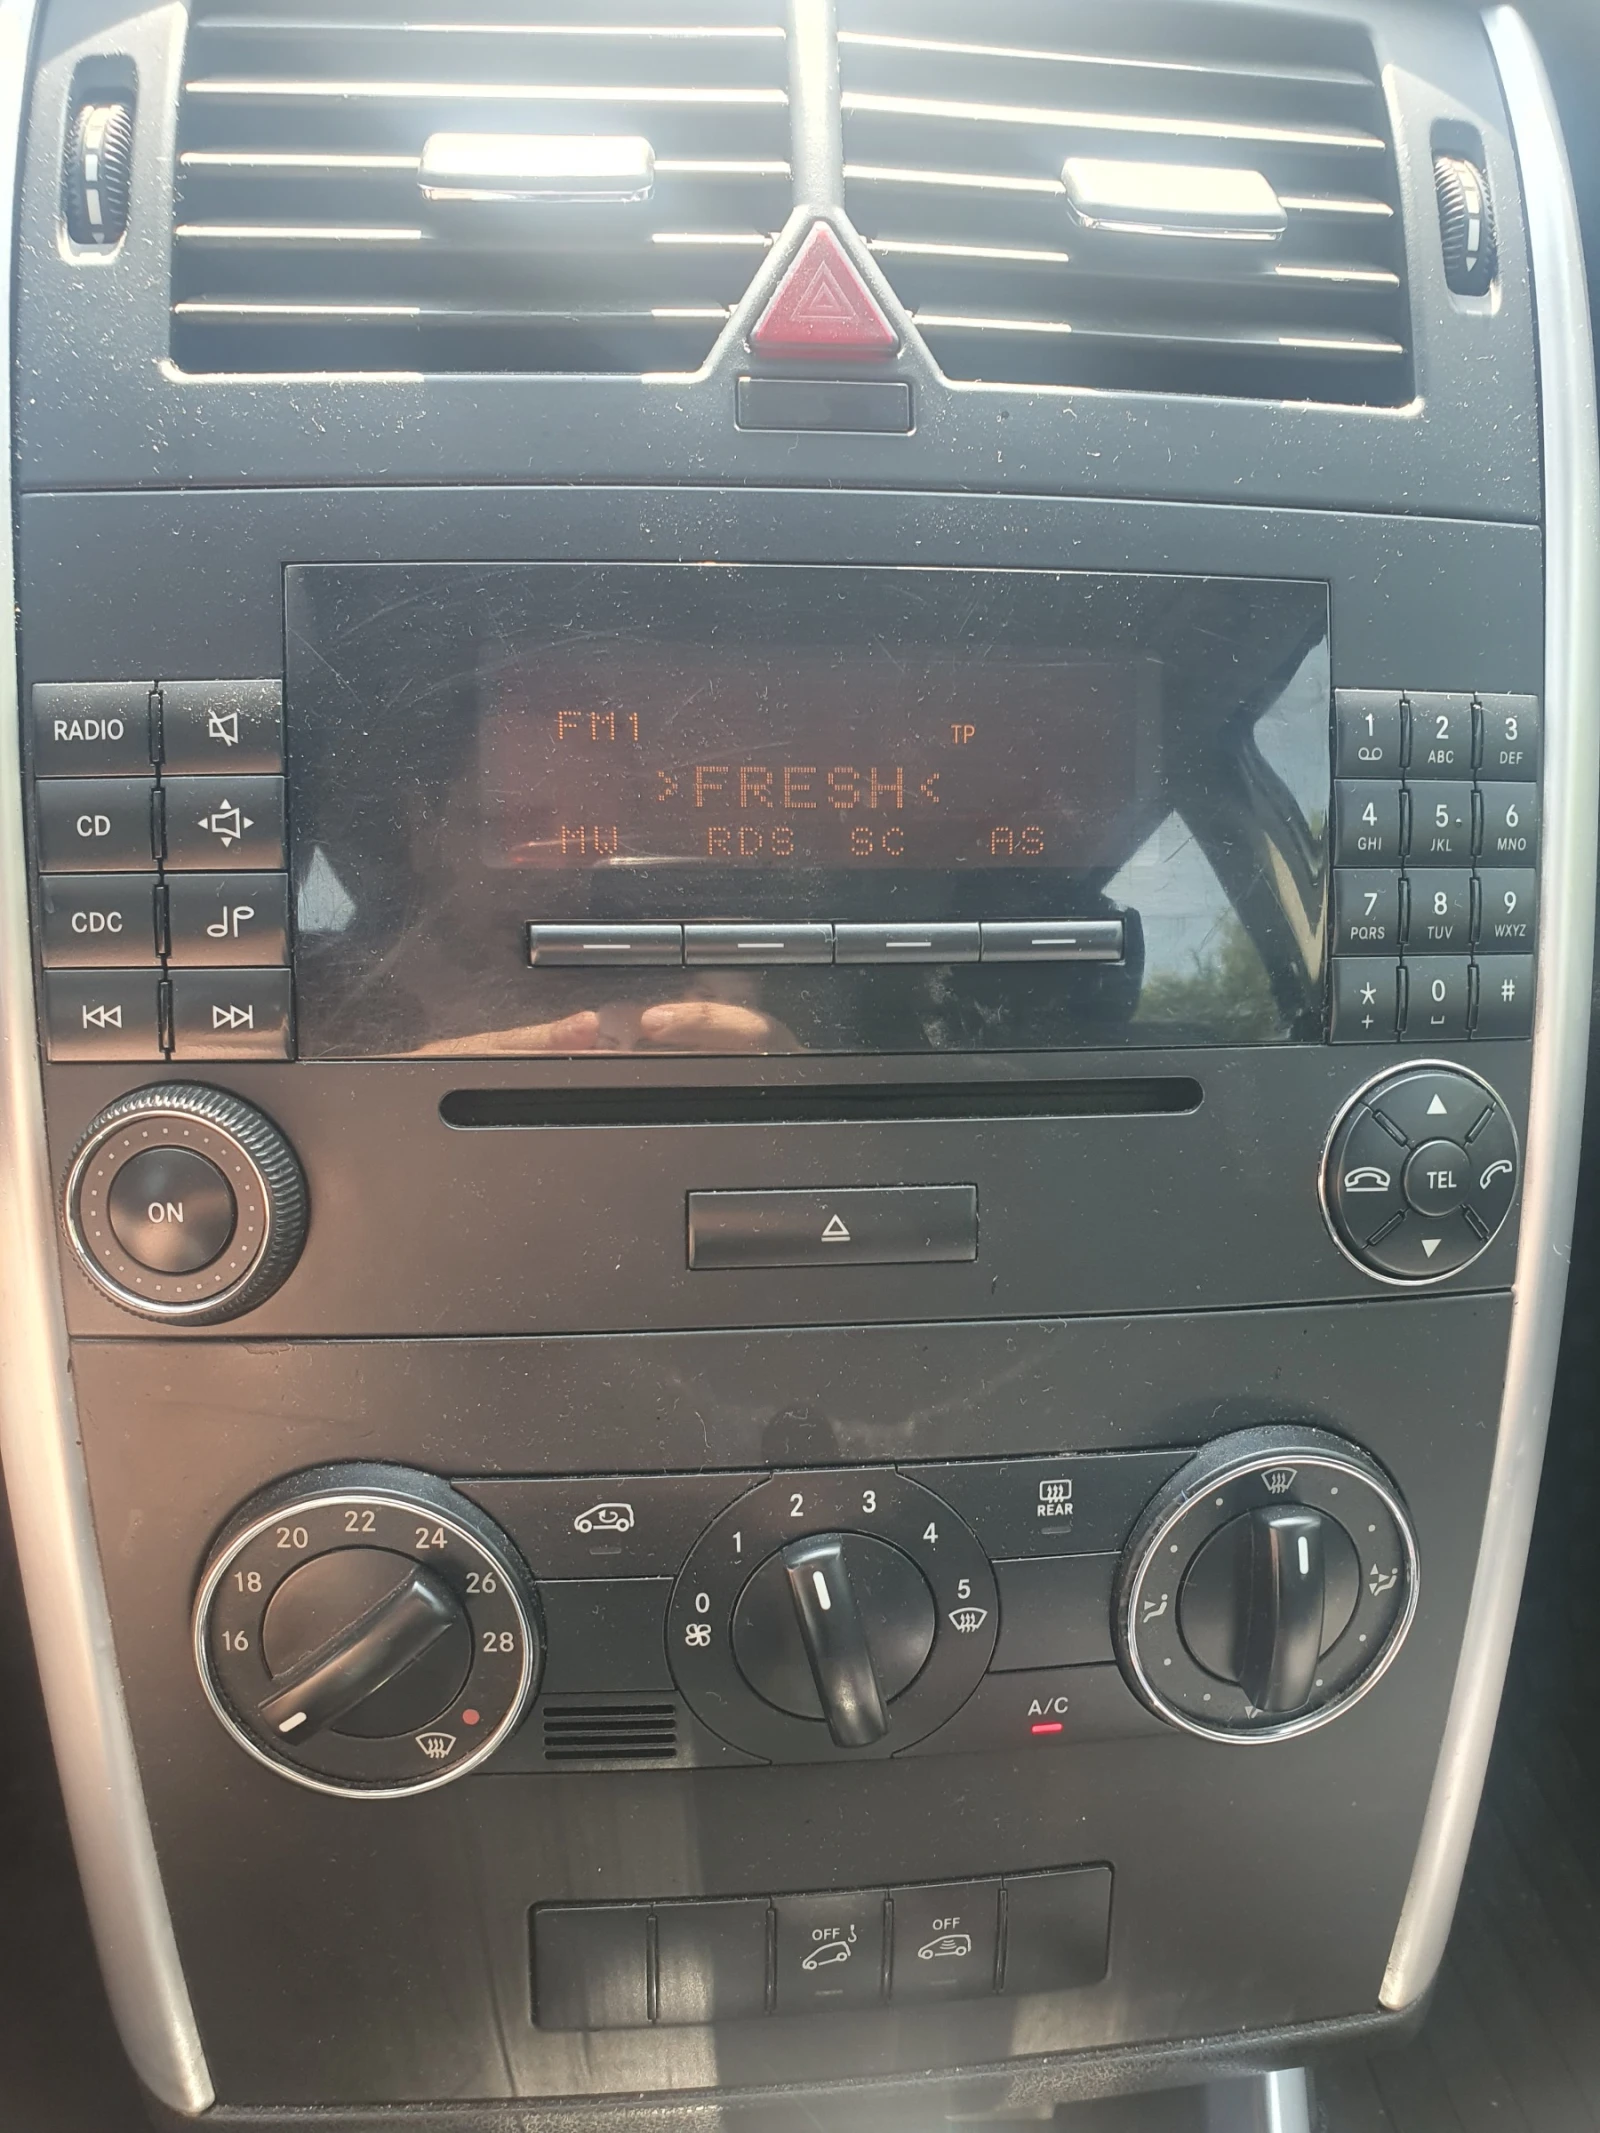 RADIO
CD
CDC
FM1 TP
>FRESH<
MW RDS SC AS
1 2 3
ABC DEF
4 5 6
GHI JKL MNO
7 8 9
PQRS TUV WXYZ
* 0 #
+
ON
TEL
16 18 20 22 24 26 28
0 1 2 3 4 5
REAR
A/C
OFF OFF